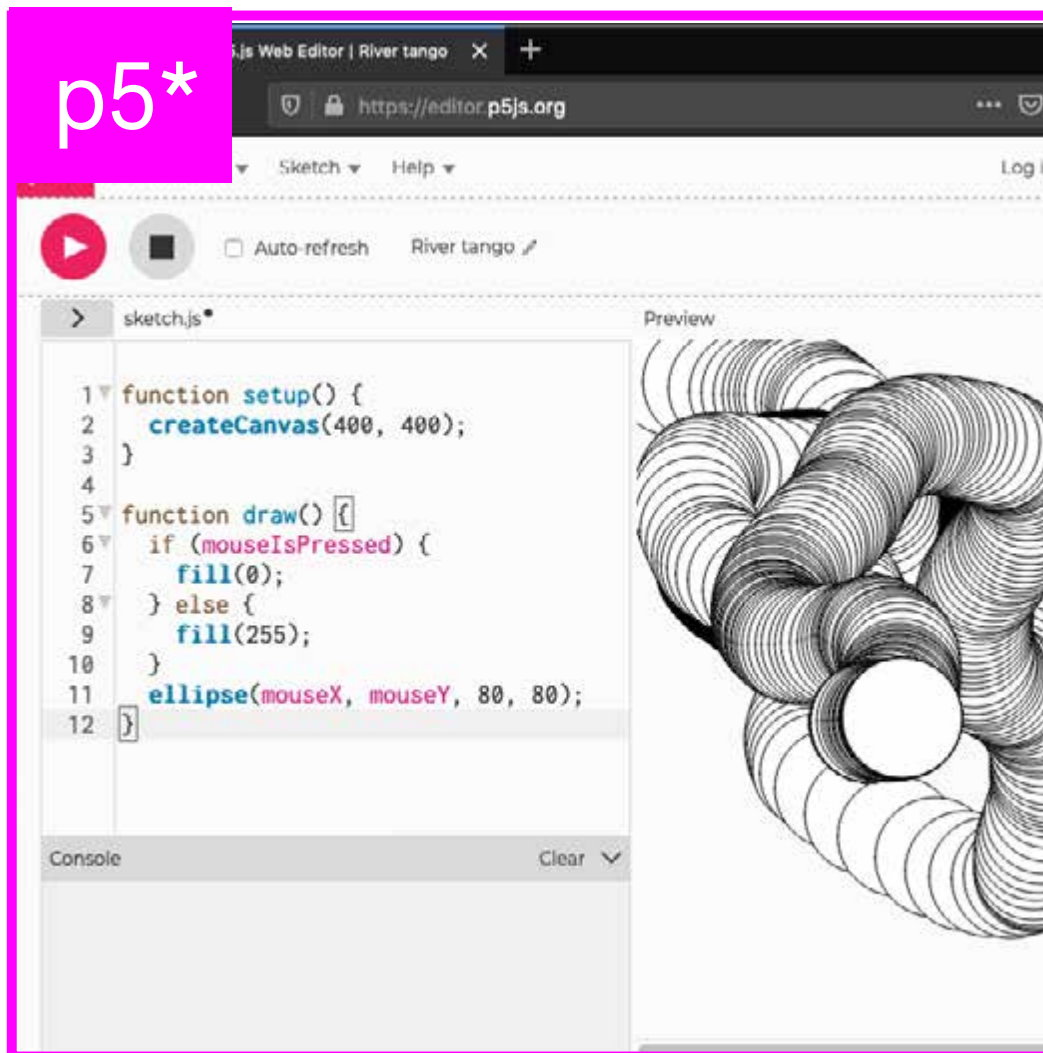 p5*
.js Web Editor | River tango
https://editor.p5js.org
Sketch Help Log
Auto-refresh River tango
sketch.js
Preview
1 function setup() {
2 createCanvas(400, 400);
3 }
4
5 function draw() {
6 if (mouseIsPressed) {
7 fill(0);
8 } else {
9 fill(255);
10 }
11 ellipse(mouseX, mouseY, 80, 80);
12 }
Console Clear